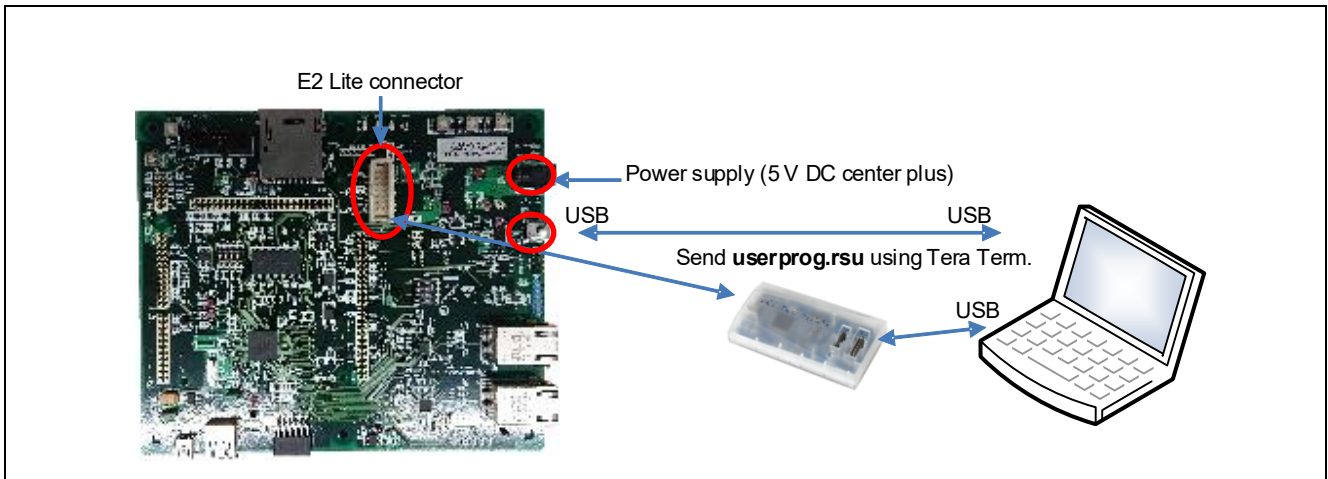 E2 Lite connector
Power supply (5 V DC center plus)
USB
USB
Send userprog.rsu using Tera Term.
USB